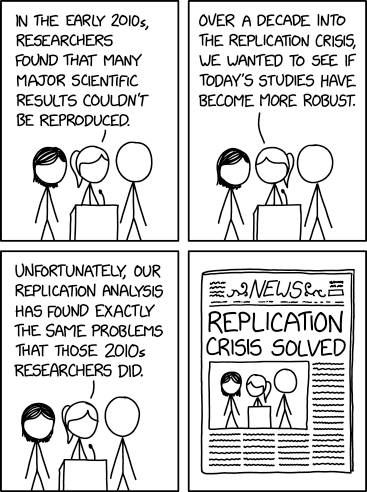 IN THE EARLY 2010s,
RESEARCHERS
FOUND THAT MANY
MAJOR SCIENTIFIC
RESULTS COULDN'T
BE REPRODUCED.
OVER A DECADE INTO
THE REPLICATION CRISIS,
WE WANTED TO SEE IF
TODAY'S STUDIES HAVE
BECOME MORE ROBUST.
UNFORTUNATELY, OUR
REPLICATION ANALYSIS
HAS FOUND EXACTLY
THE SAME PROBLEMS
THAT THOSE 2010s
RESEARCHERS DID.
NEWS
REPLICATION
CRISIS SOLVED